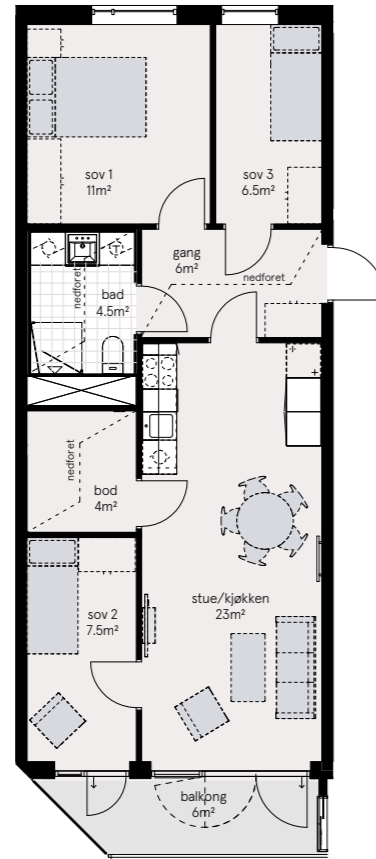 sov 1
11m²
sov 3
6.5m²
gang
6m²
nedforet
nedforet
bad
4.5m²
T
nedforet
bod
4m²
sov 2
7.5m²
stue/kjøkken
23m²
balkong
6m²